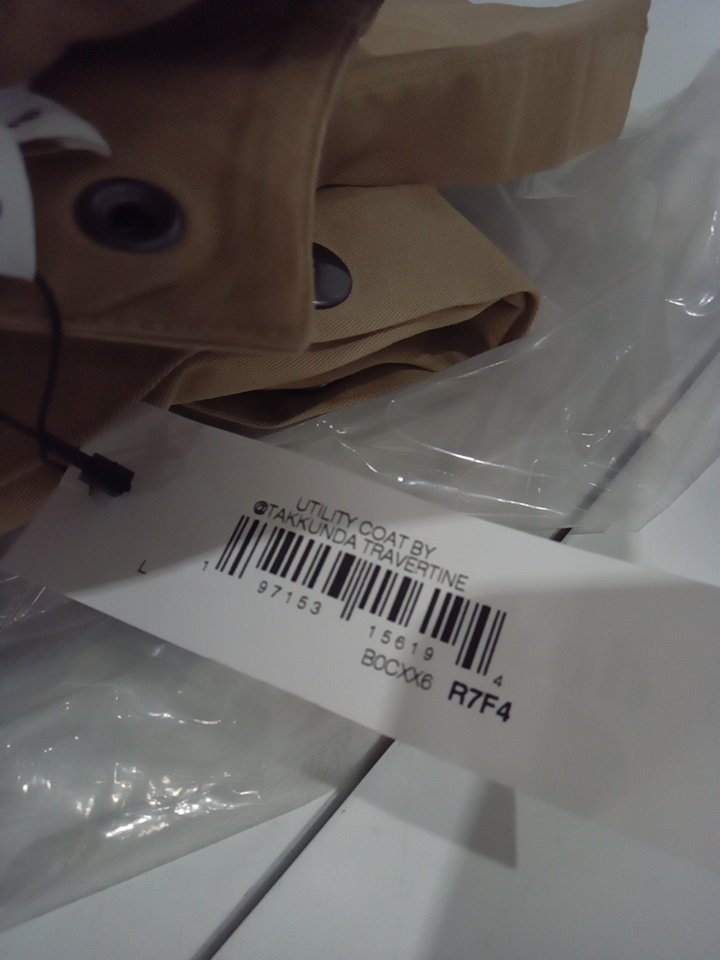 UTILITY COAT BY
@TAKKUNDA TRAVERTINE
L
1 97153 15619 4
B0CXX6 R7F4